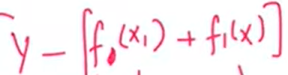 y - [f₀(x₁) + f₁(x)]